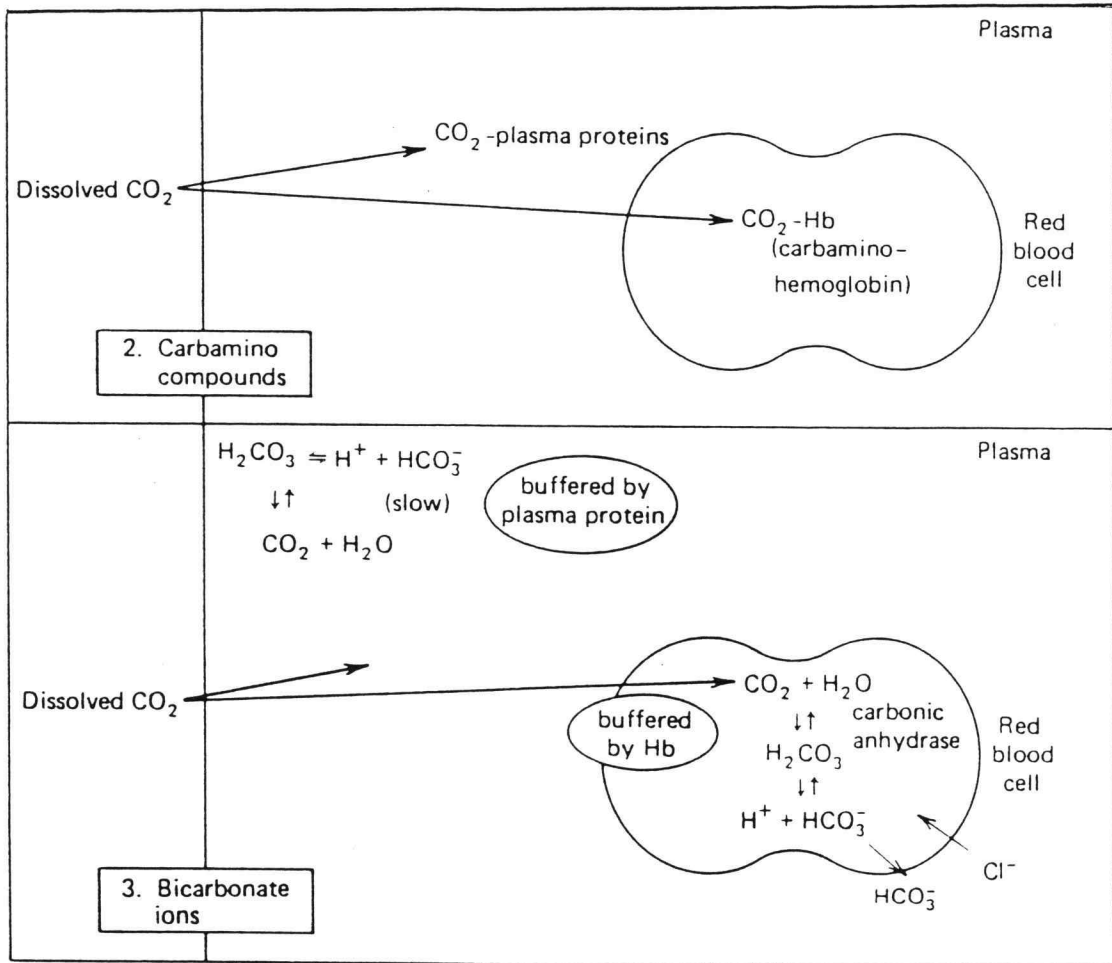 Plasma
CO₂-plasma proteins
Dissolved CO₂
CO₂-Hb
(carbamino-
hemoglobin)
Red
blood
cell
2. Carbamino
compounds
Plasma
H₂CO₃ ⇋ H⁺ + HCO₃⁻
↓↑ (slow)
CO₂ + H₂O
buffered by
plasma protein
Dissolved CO₂
CO₂ + H₂O
↓↑ carbonic
anhydrase
H₂CO₃
↓↑
H⁺ + HCO₃⁻
buffered
by Hb
Red
blood
cell
Cl⁻
HCO₃⁻
3. Bicarbonate
ions